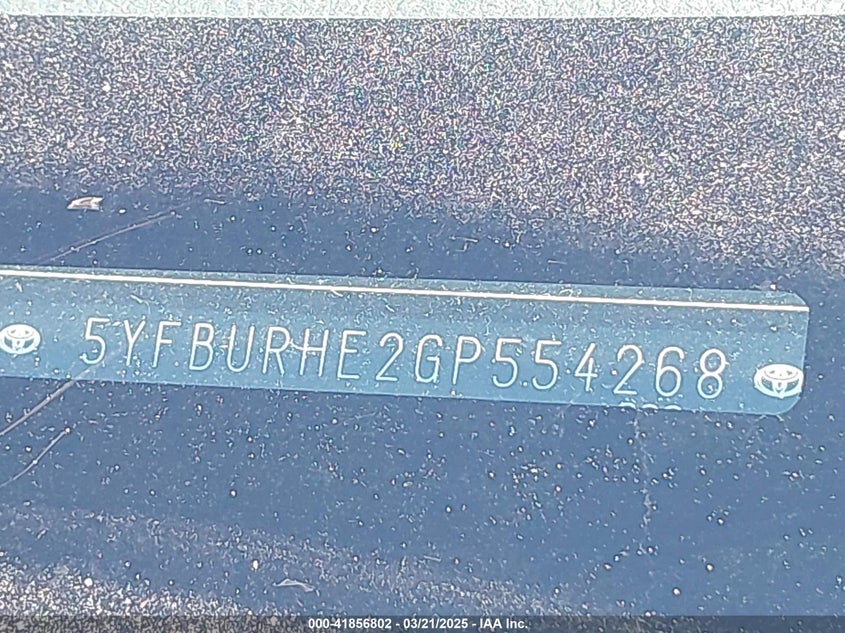 5YFBURHE2GP554268
000-41856802 - 03/21/2025 - IAA Inc.